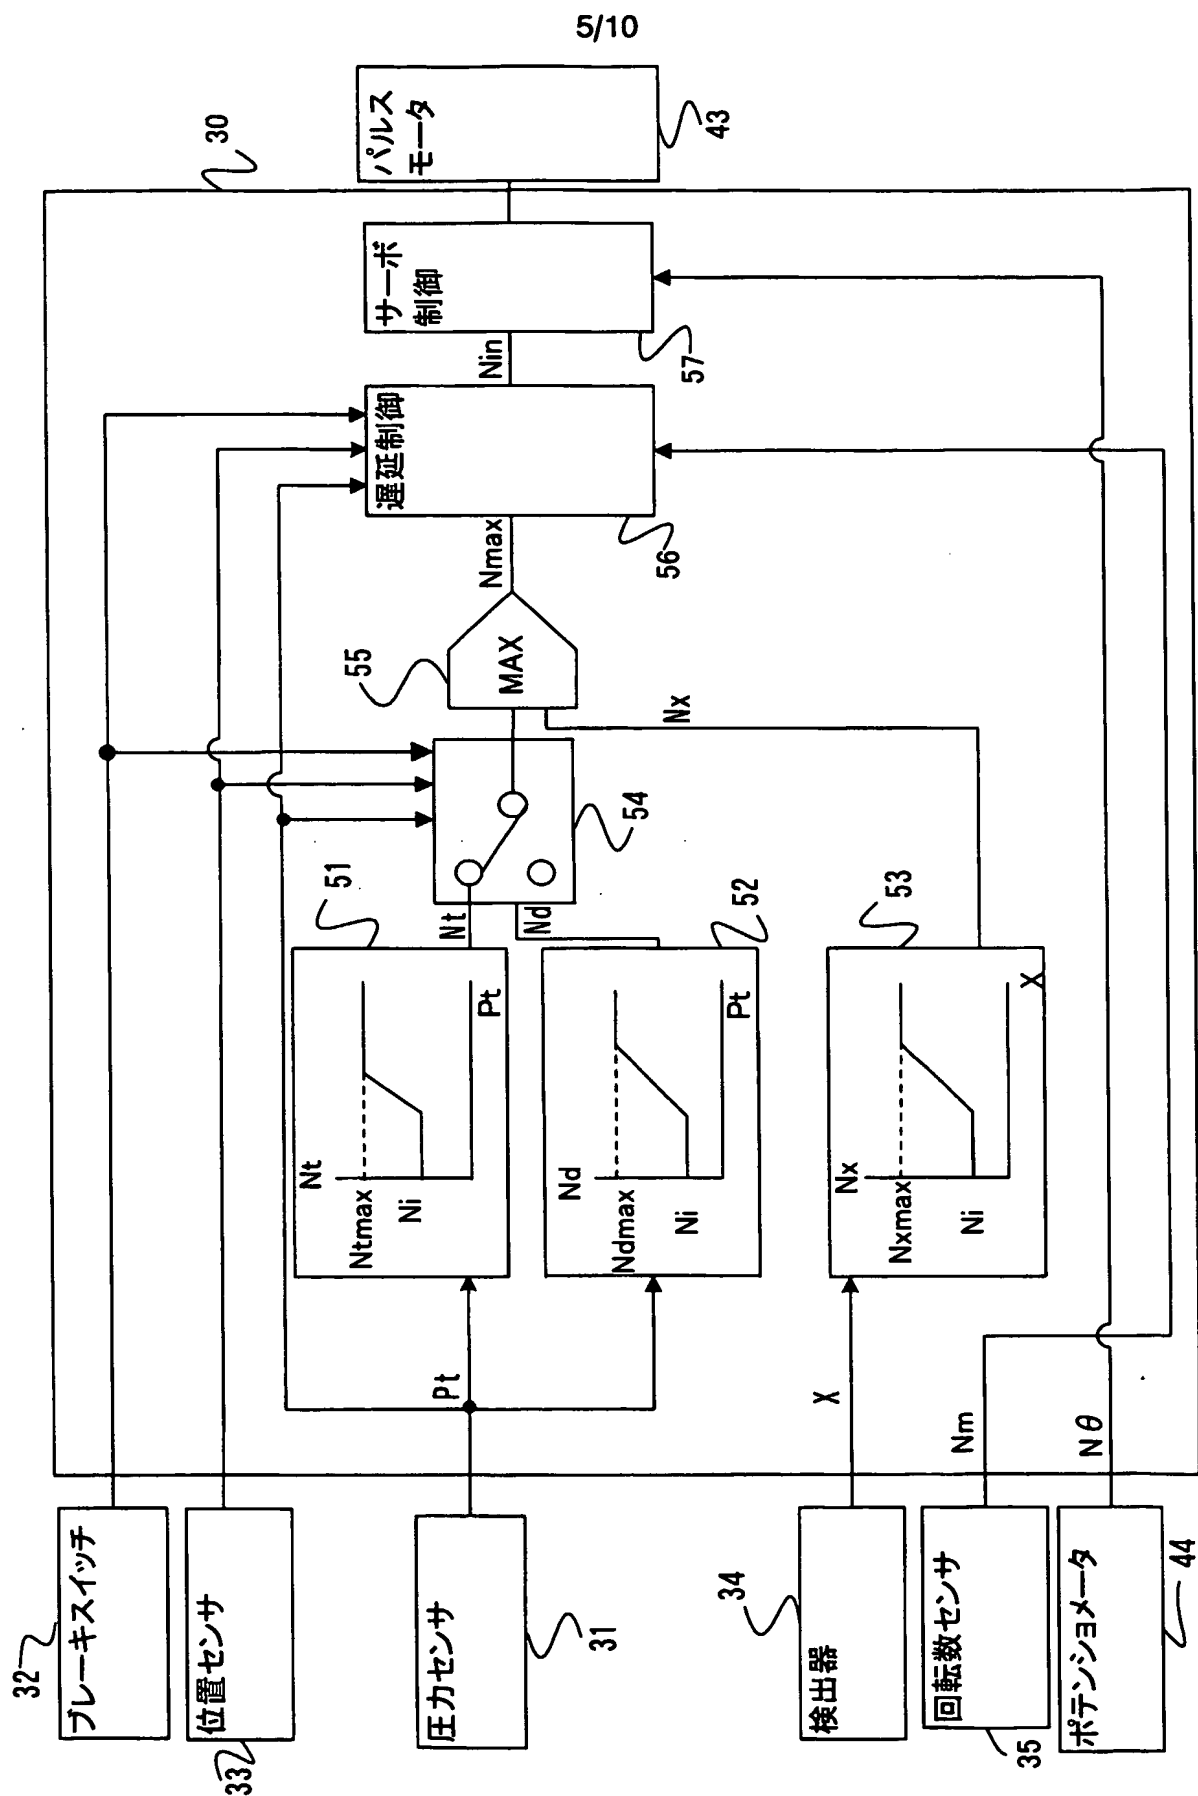 5/10
30
ブレーキスイッチ
32
位置センサ
33
圧力センサ
31
検出器
34
回転数センサ
35
ポテンショメータ
44
Pt
X
Nm
Nθ
Nt
Ntmax
Ni
Pt
51
Nd
Ndmax
Ni
Pt
52
Nx
Nxmax
Ni
X
53
Nt
Nd
54
Nx
MAX
55
Nmax
遅延制御
56
Nin
サーボ
制御
57
パルス
モータ
43